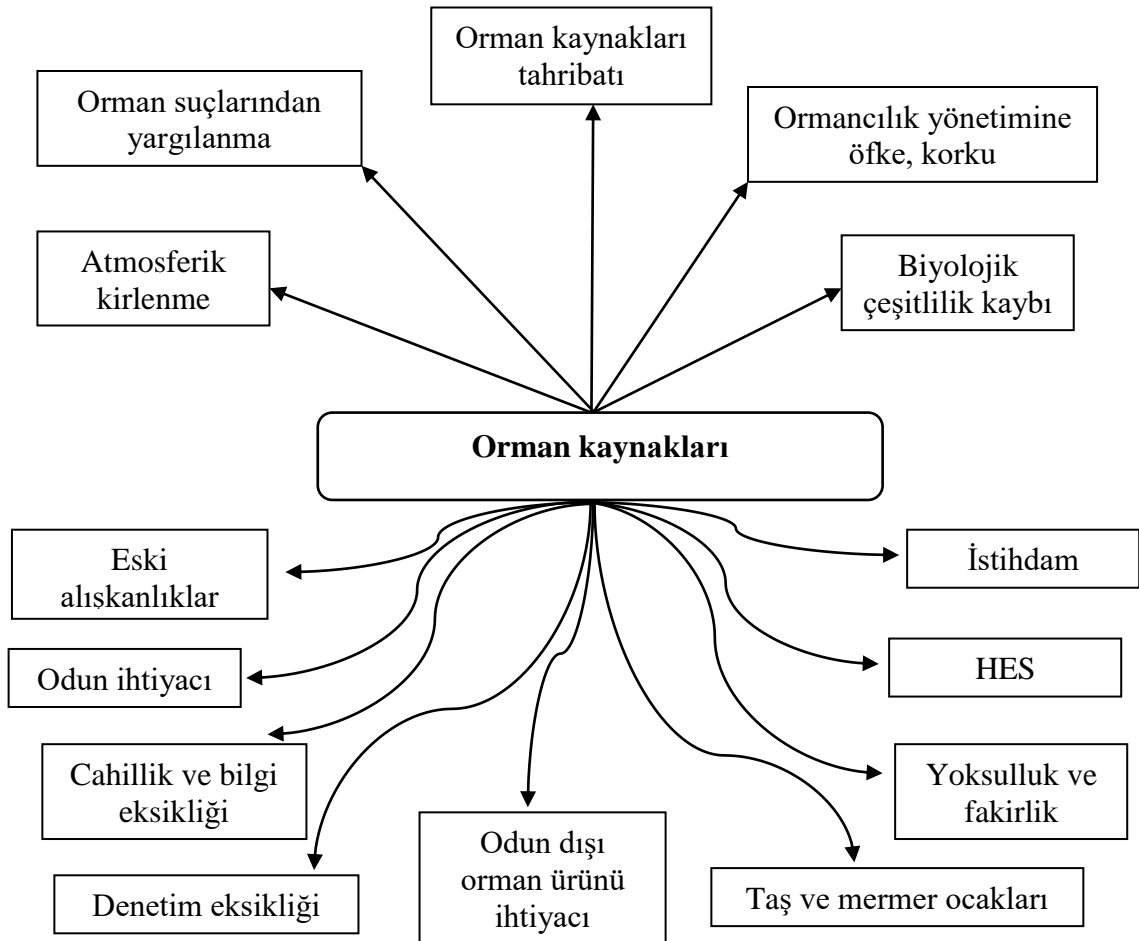 Orman kaynakları
tahribatı
Orman suçlarından
yargılanma
Ormancılık yönetimine
öfke, korku
Atmosferik
kirlenme
Biyolojik
çeşitlilik kaybı
Orman kaynakları
Eski
alışkanlıklar
İstihdam
Odun ihtiyacı
HES
Cahillik ve bilgi
eksikliği
Yoksulluk ve
fakirlik
Odun dışı
orman ürünü
ihtiyacı
Denetim eksikliği
Taş ve mermer ocakları